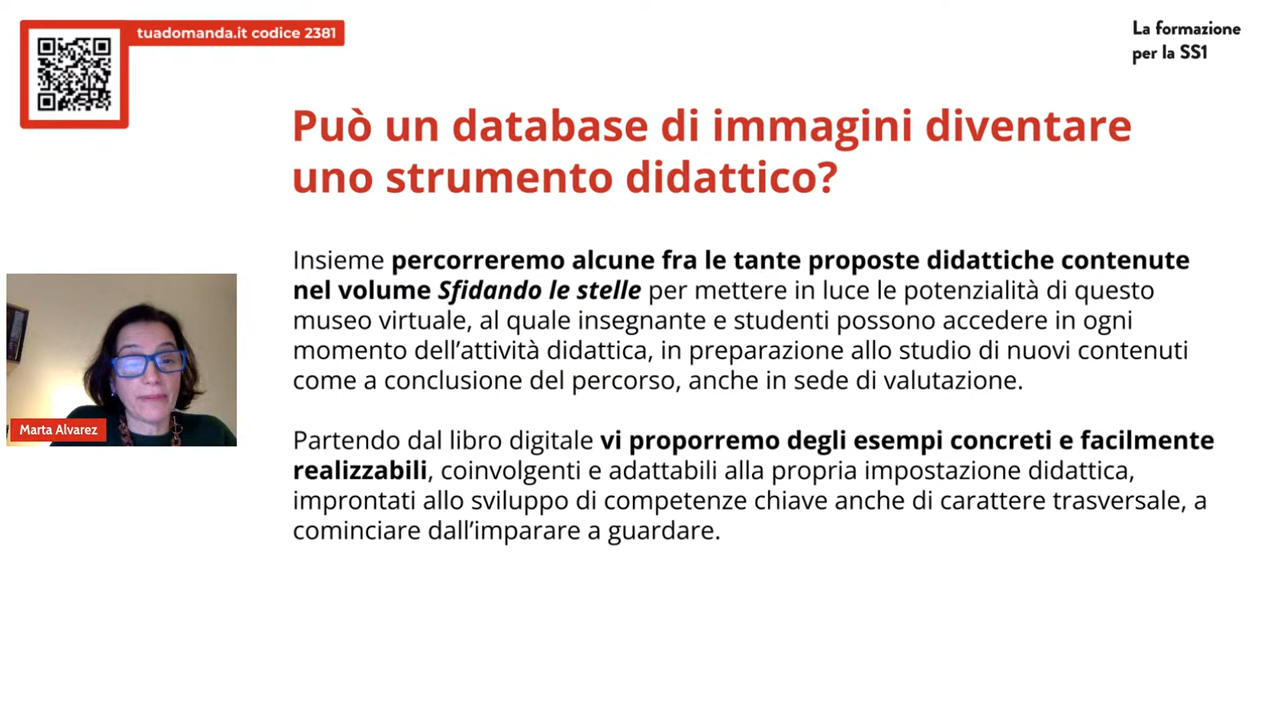 tuadomanda.it codice 2381
La formazione
per la SS1
Può un database di immagini diventare
uno strumento didattico?
Insieme percorreremo alcune fra le tante proposte didattiche contenute
nel volume Sfidando le stelle per mettere in luce le potenzialità di questo
museo virtuale, al quale insegnante e studenti possono accedere in ogni
momento dell’attività didattica, in preparazione allo studio di nuovi contenuti
come a conclusione del percorso, anche in sede di valutazione.
Partendo dal libro digitale vi proporremo degli esempi concreti e facilmente
realizzabili, coinvolgenti e adattabili alla propria impostazione didattica,
improntati allo sviluppo di competenze chiave anche di carattere trasversale, a
cominciare dall’imparare a guardare.
Marta Alvarez